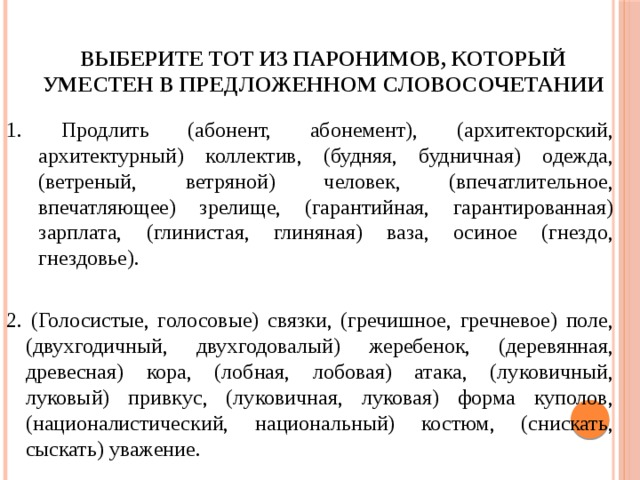 ВЫБЕРИТЕ ТОТ ИЗ ПАРОНИМОВ, КОТОРЫЙ
УМЕСТЕН В ПРЕДЛОЖЕННОМ СЛОВОСОЧЕТАНИИ
1. Продлить (абонент, абонемент), (архитекторский,
архитектурный) коллектив, (будняя, будничная) одежда,
(ветреный, ветряной) человек, (впечатлительное,
впечатляющее) зрелище, (гарантийная, гарантированная)
зарплата, (глинистая, глиняная) ваза, осиное (гнездо,
гнездовье).
2. (Голосистые, голосовые) связки, (гречишное, гречневое) поле,
(двухгодичный, двухгодовалый) жеребенок, (деревянная,
древесная) кора, (лобная, лобовая) атака, (луковичный,
луковый) привкус, (луковичная, луковая) форма куполов,
(националистический, национальный) костюм, (снискать,
сыскать) уважение.